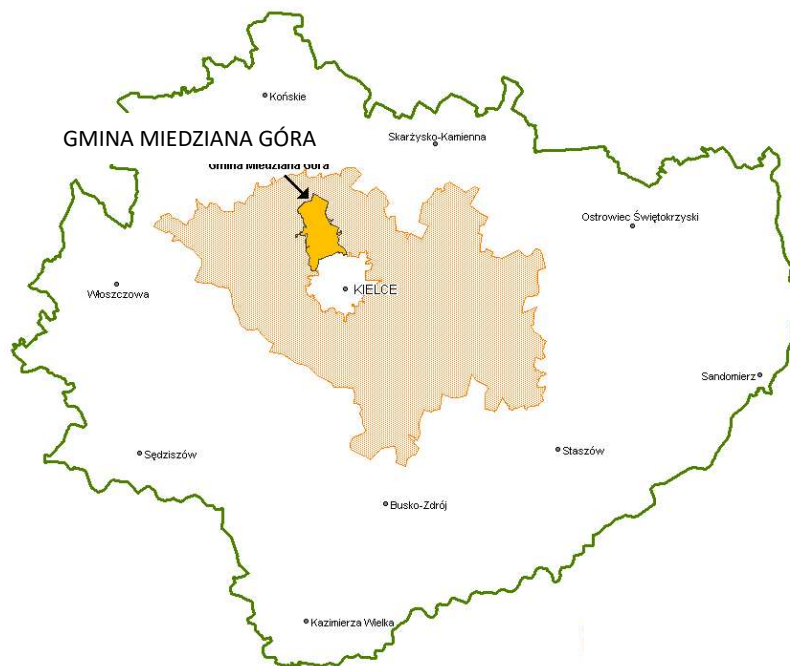 Końskie
GMINA MIEDZIANA GÓRA
Skarżysko-Kamienna
Gmina Miedziana Góra
Ostrowiec Świętokrzyski
Włoszczowa
KIELCE
Sandomierz
Sędziszów
Staszów
Busko-Zdrój
Kazimierza Wielka